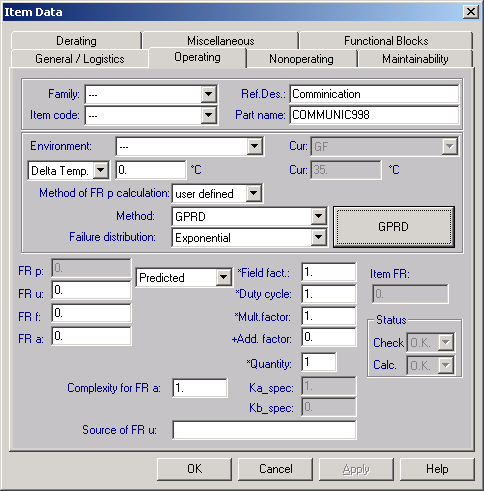 Item Data
Derating Miscellaneous Functional Blocks
General / Logistics Operating Nonoperating Maintainability
Family: --- Ref.Des.: Comminication
Item code: --- Part name: COMMUNIC998
Environment: --- Cur: GF
Delta Temp. 0. °C Cur: 35. °C
Method of FR p calculation: user defined
Method: GPRD
GPRD
Failure distribution: Exponential
FR p: 0. Predicted *Field fact.: 1. Item FR:
FR u: 0. *Duty cycle: 1. 0.
FR f: 0. *Mult.factor: 1. Status
FR a: 0. +Add. factor: 0. Check O.K.
*Quantity: 1 Calc. O.K.
Complexity for FR a: 1. Ka_spec: 1.
Kb_spec: 0.
Source of FR u:
OK Cancel Apply Help